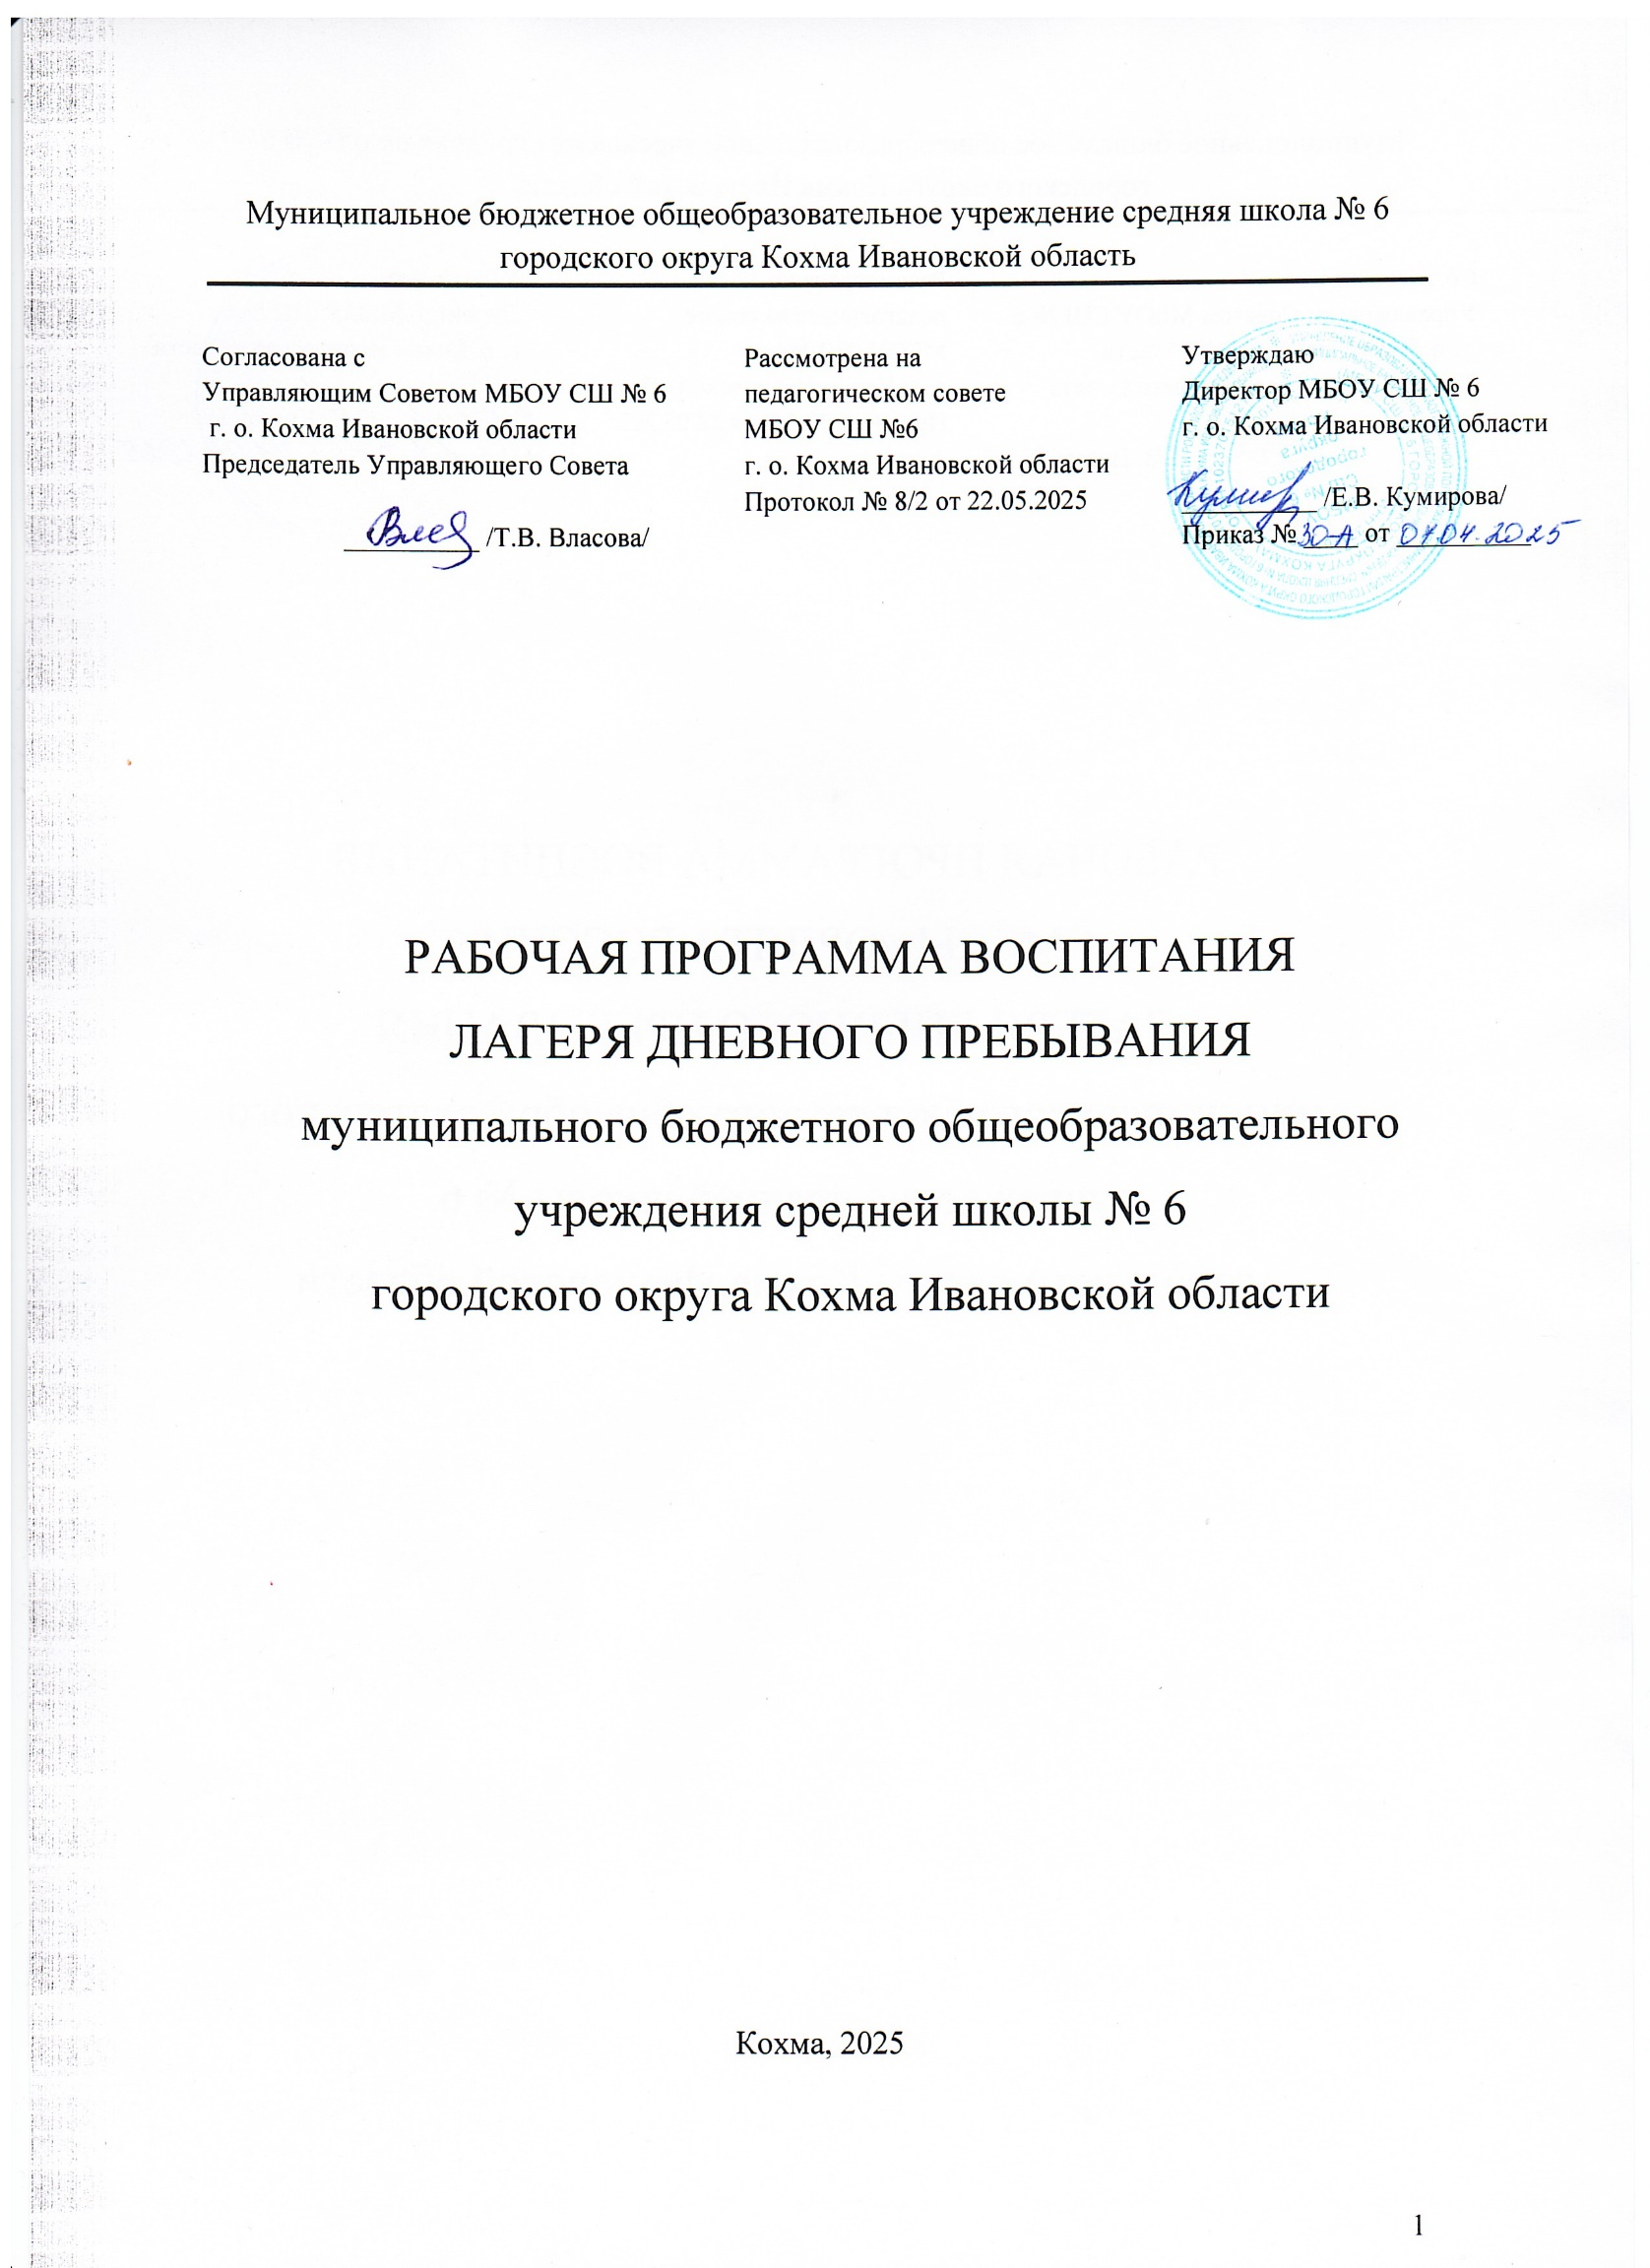 Муниципальное бюджетное общеобразовательное учреждение средняя школа № 6
городского округа Кохма Ивановской область
Согласована с
Управляющим Советом МБОУ СШ № 6
г. о. Кохма Ивановской области
Председатель Управляющего Совета
/Т.В. Власова/
Рассмотрена на
педагогическом совете
МБОУ СШ №6
г. о. Кохма Ивановской области
Протокол № 8/2 от 22.05.2025
Утверждаю
Директор МБОУ СШ № 6
г. о. Кохма Ивановской области
/Е.В. Кумирова/
Приказ № 30-А от 07.04.2025
РАБОЧАЯ ПРОГРАММА ВОСПИТАНИЯ
ЛАГЕРЯ ДНЕВНОГО ПРЕБЫВАНИЯ
муниципального бюджетного общеобразовательного
учреждения средней школы № 6
городского округа Кохма Ивановской области
Кохма, 2025
1